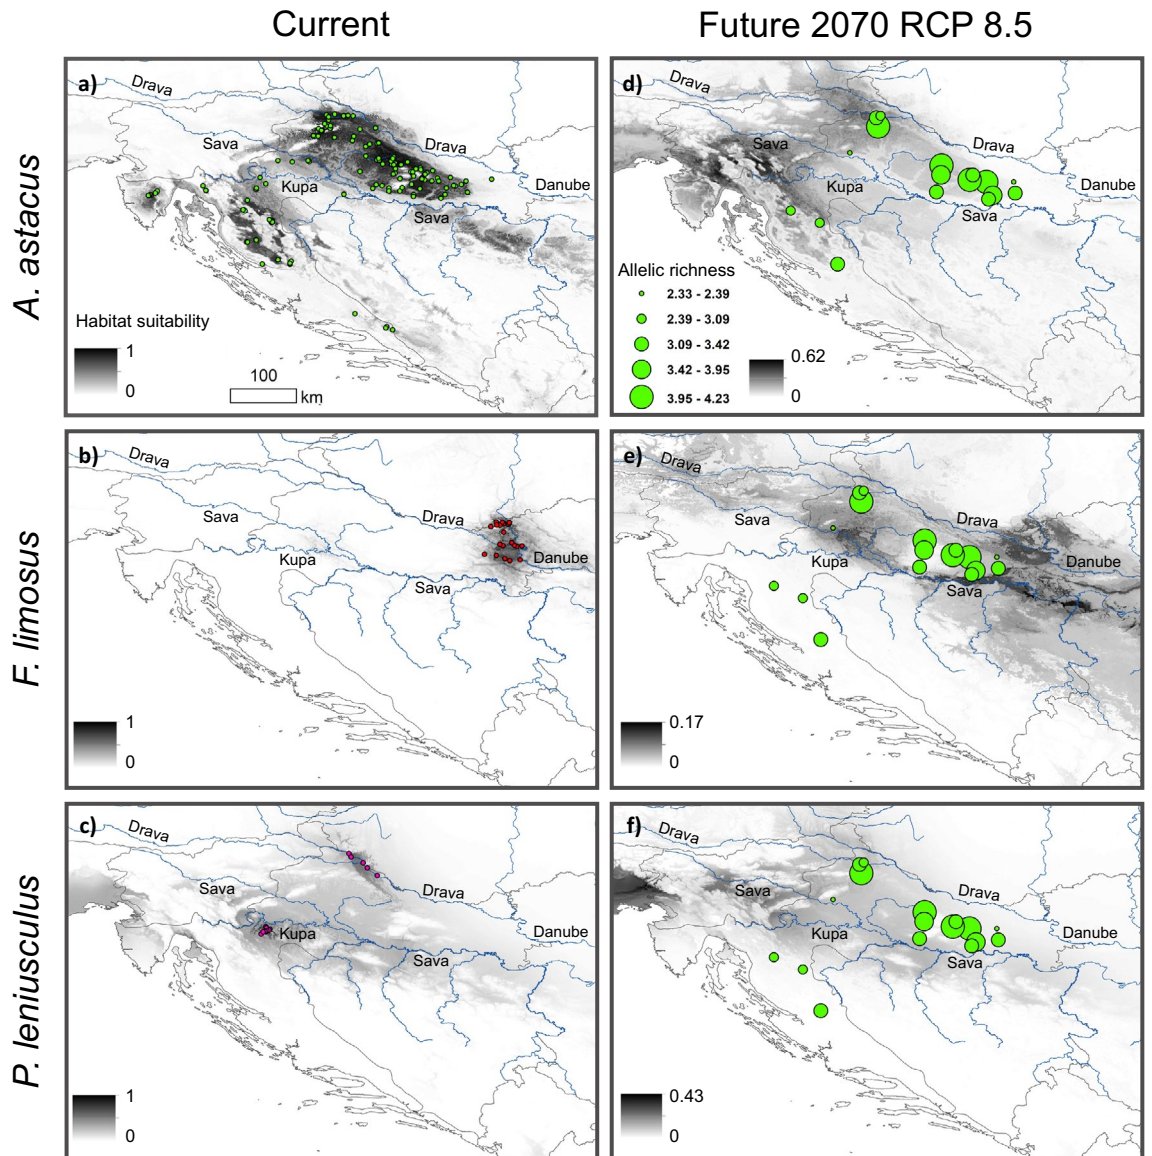 Current
Future 2070 RCP 8.5
A. astacus
a)
Drava
Sava
Drava
Kupa
Danube
Sava
Habitat suitability
1
0
100
km
d)
Drava
Sava
Drava
Kupa
Danube
Sava
Allelic richness
2.33 - 2.39
2.39 - 3.09
3.09 - 3.42
3.42 - 3.95
3.95 - 4.23
0.62
0
F. limosus
b)
Drava
Sava
Drava
Kupa
Danube
Sava
1
0
e)
Drava
Sava
Drava
Kupa
Danube
Sava
0.17
0
P. leniusculus
c)
Drava
Sava
Drava
Kupa
Danube
Sava
1
0
f)
Drava
Sava
Drava
Kupa
Danube
Sava
0.43
0